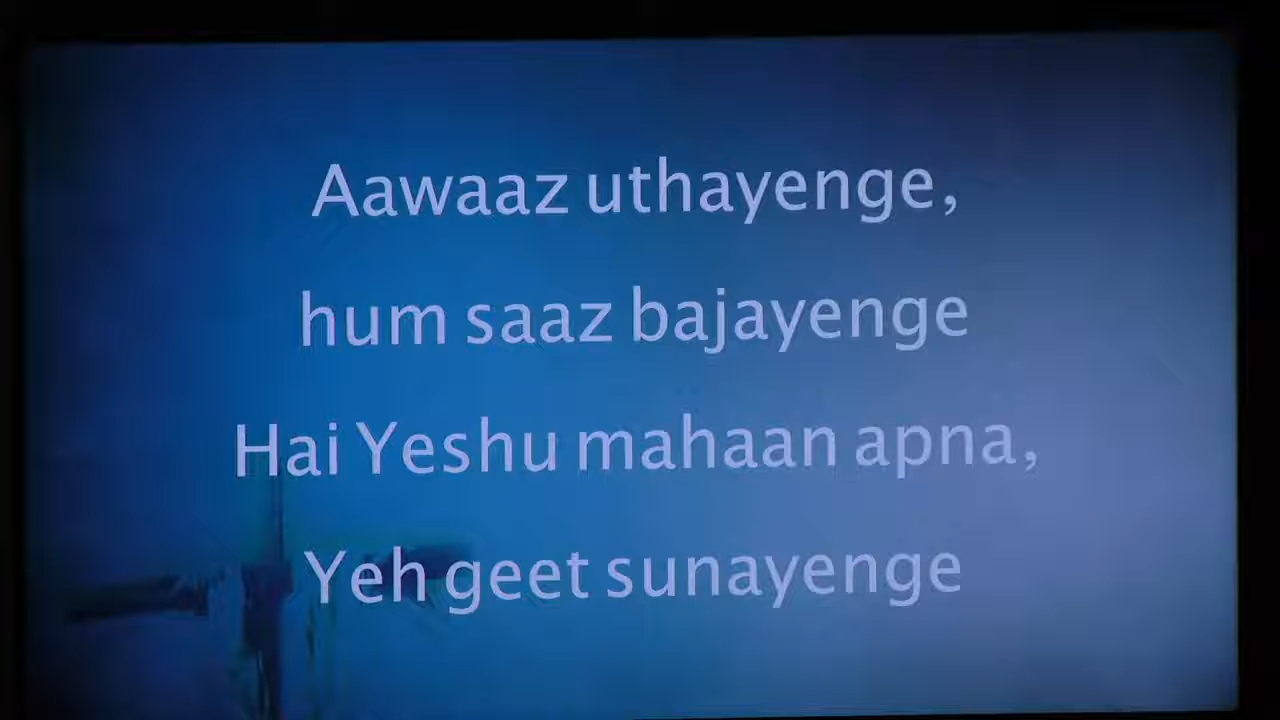 Aawaaz uthayenge,
hum saaz bajayenge
Hai Yeshu mahaan apna,
Yeh geet sunayenge